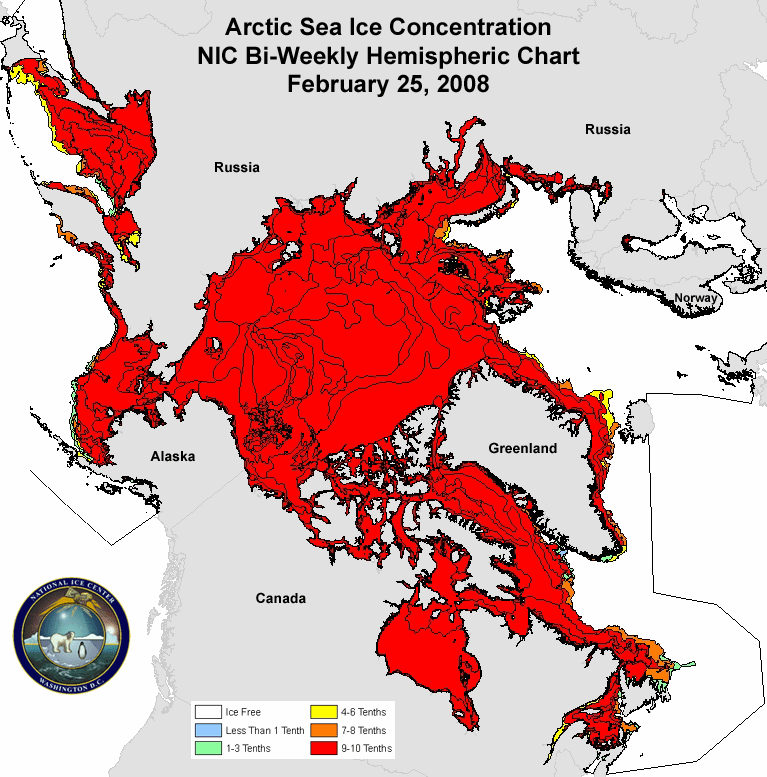 Arctic Sea Ice Concentration
NIC Bi-Weekly Hemispheric Chart
February 25, 2008
Russia
Russia
Norway
Greenland
Alaska
Canada
NATIONAL ICE CENTER
WASHINGTON D.C.
Ice Free
Less Than 1 Tenth
1-3 Tenths
4-6 Tenths
7-8 Tenths
9-10 Tenths